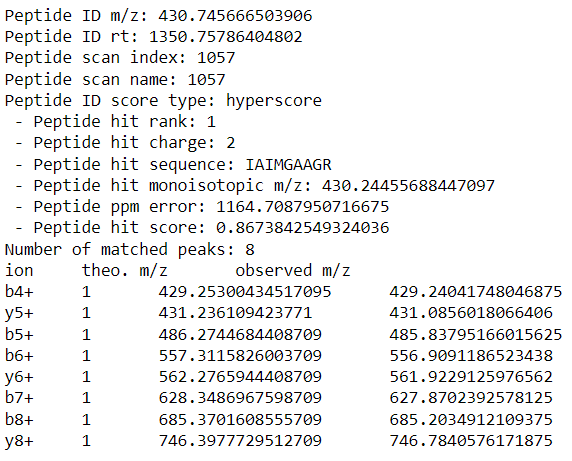 Peptide ID m/z: 430.745666503906
Peptide ID rt: 1350.75786404802
Peptide scan index: 1057
Peptide scan name: 1057
Peptide ID score type: hyperscore
- Peptide hit rank: 1
- Peptide hit charge: 2
- Peptide hit sequence: IAIMGAAGR
- Peptide hit monoisotopic m/z: 430.24455688447097
- Peptide ppm error: 1164.7087950716675
- Peptide hit score: 0.8673842549324036
Number of matched peaks: 8
ion theo. m/z observed m/z
b4+ 1 429.25300434517095 429.24041748046875
y5+ 1 431.236109423771 431.0856018066406
b5+ 1 486.2744684408709 485.83795166015625
b6+ 1 557.3115826003709 556.9091186523438
y6+ 1 562.2765944408709 561.9229125976562
b7+ 1 628.3486967598709 627.8702392578125
b8+ 1 685.3701608555709 685.2034912109375
y8+ 1 746.3977729512709 746.7840576171875